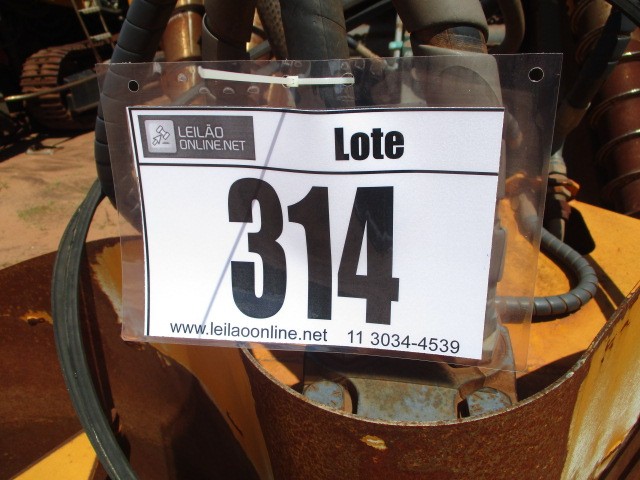 LEILÃO
ONLINE.NET
Lote
314
www.leilaoonline.net 11 3034-4539